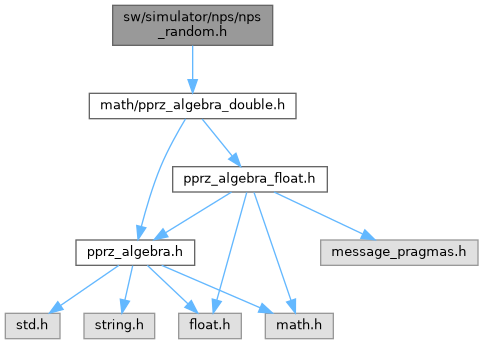 sw/simulator/nps/nps
_random.h
math/pprz_algebra_double.h
pprz_algebra_float.h
pprz_algebra.h
message_pragmas.h
std.h
string.h
float.h
math.h